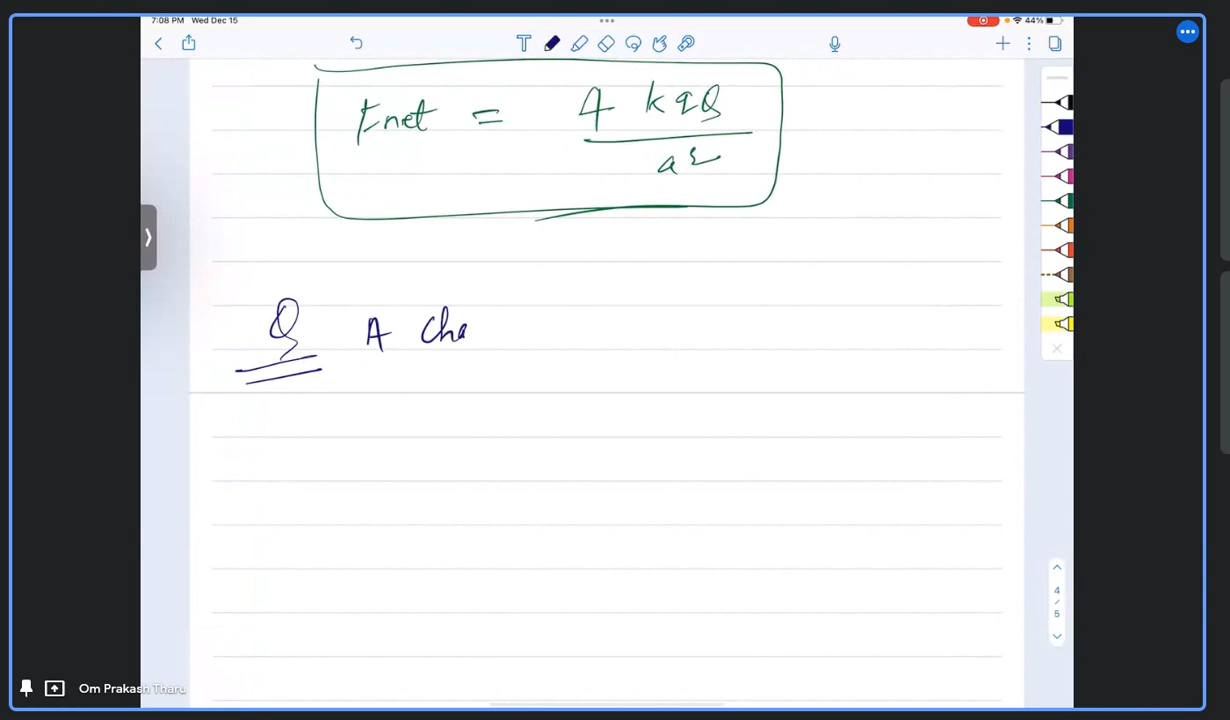 7:08 PM Wed Dec 15
44%
Fnet = 4 kqQ
a²
Q A Cha
4
/
5
Om Prakash Tharu